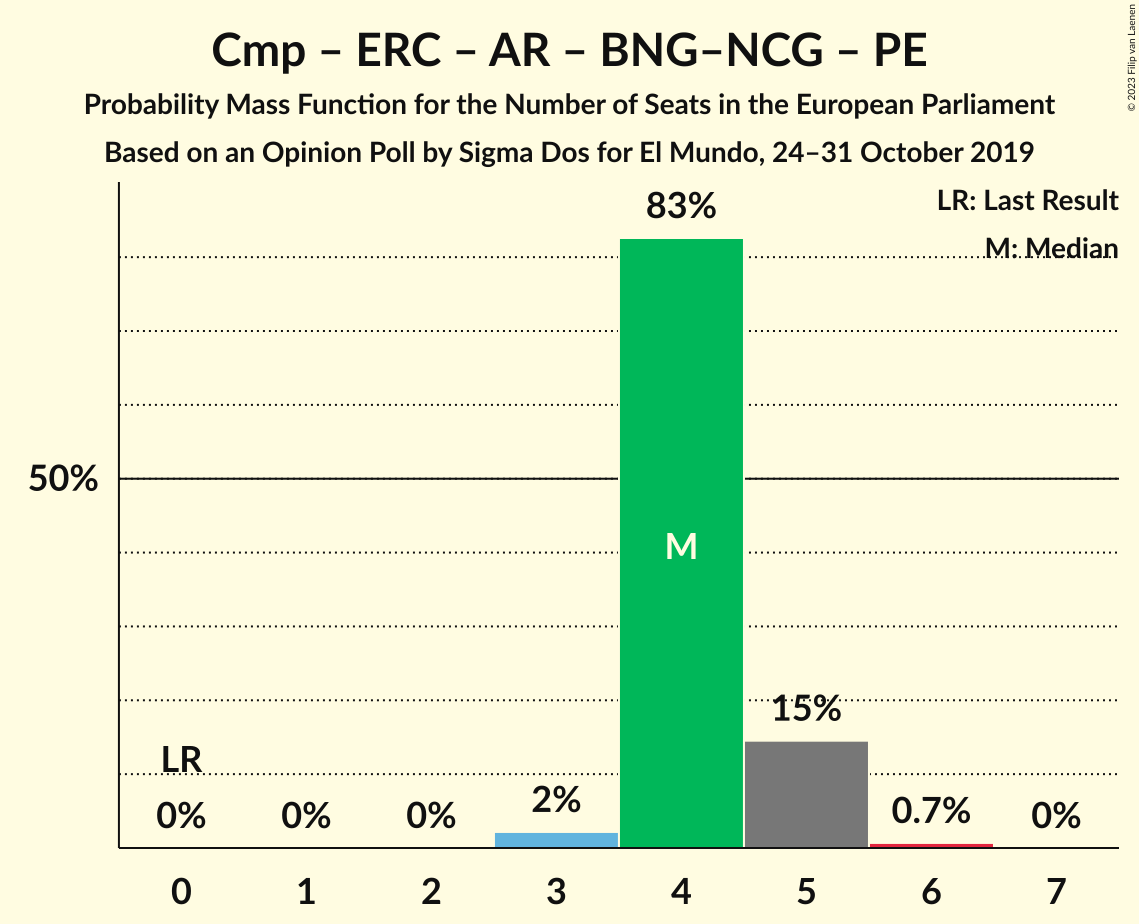 Cmp – ERC – AR – BNG–NCG – PE
Probability Mass Function for the Number of Seats in the European Parliament
Based on an Opinion Poll by Sigma Dos for El Mundo, 24–31 October 2019
© 2023 Filip van Laenen
LR: Last Result
M: Median
83%
50%
M
15%
LR
0%
0%
0%
2%
0.7%
0%
0 1 2 3 4 5 6 7